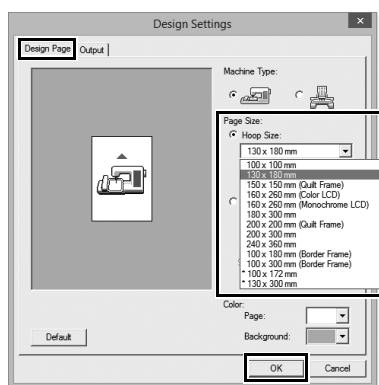 Design Settings
Design Page Output
Machine Type:
Page Size:
Hoop Size:
130 x 180 mm
100 x 100 mm
130 x 180 mm
150 x 150 mm (Quilt Frame)
160 x 260 mm (Color LCD)
160 x 260 mm (Monochrome LCD)
180 x 300 mm
200 x 200 mm (Quilt Frame)
200 x 300 mm
240 x 360 mm
100 x 180 mm (Border Frame)
100 x 300 mm (Border Frame)
* 100 x 172 mm
* 130 x 300 mm
Color:
Page:
Default
Background:
OK Cancel